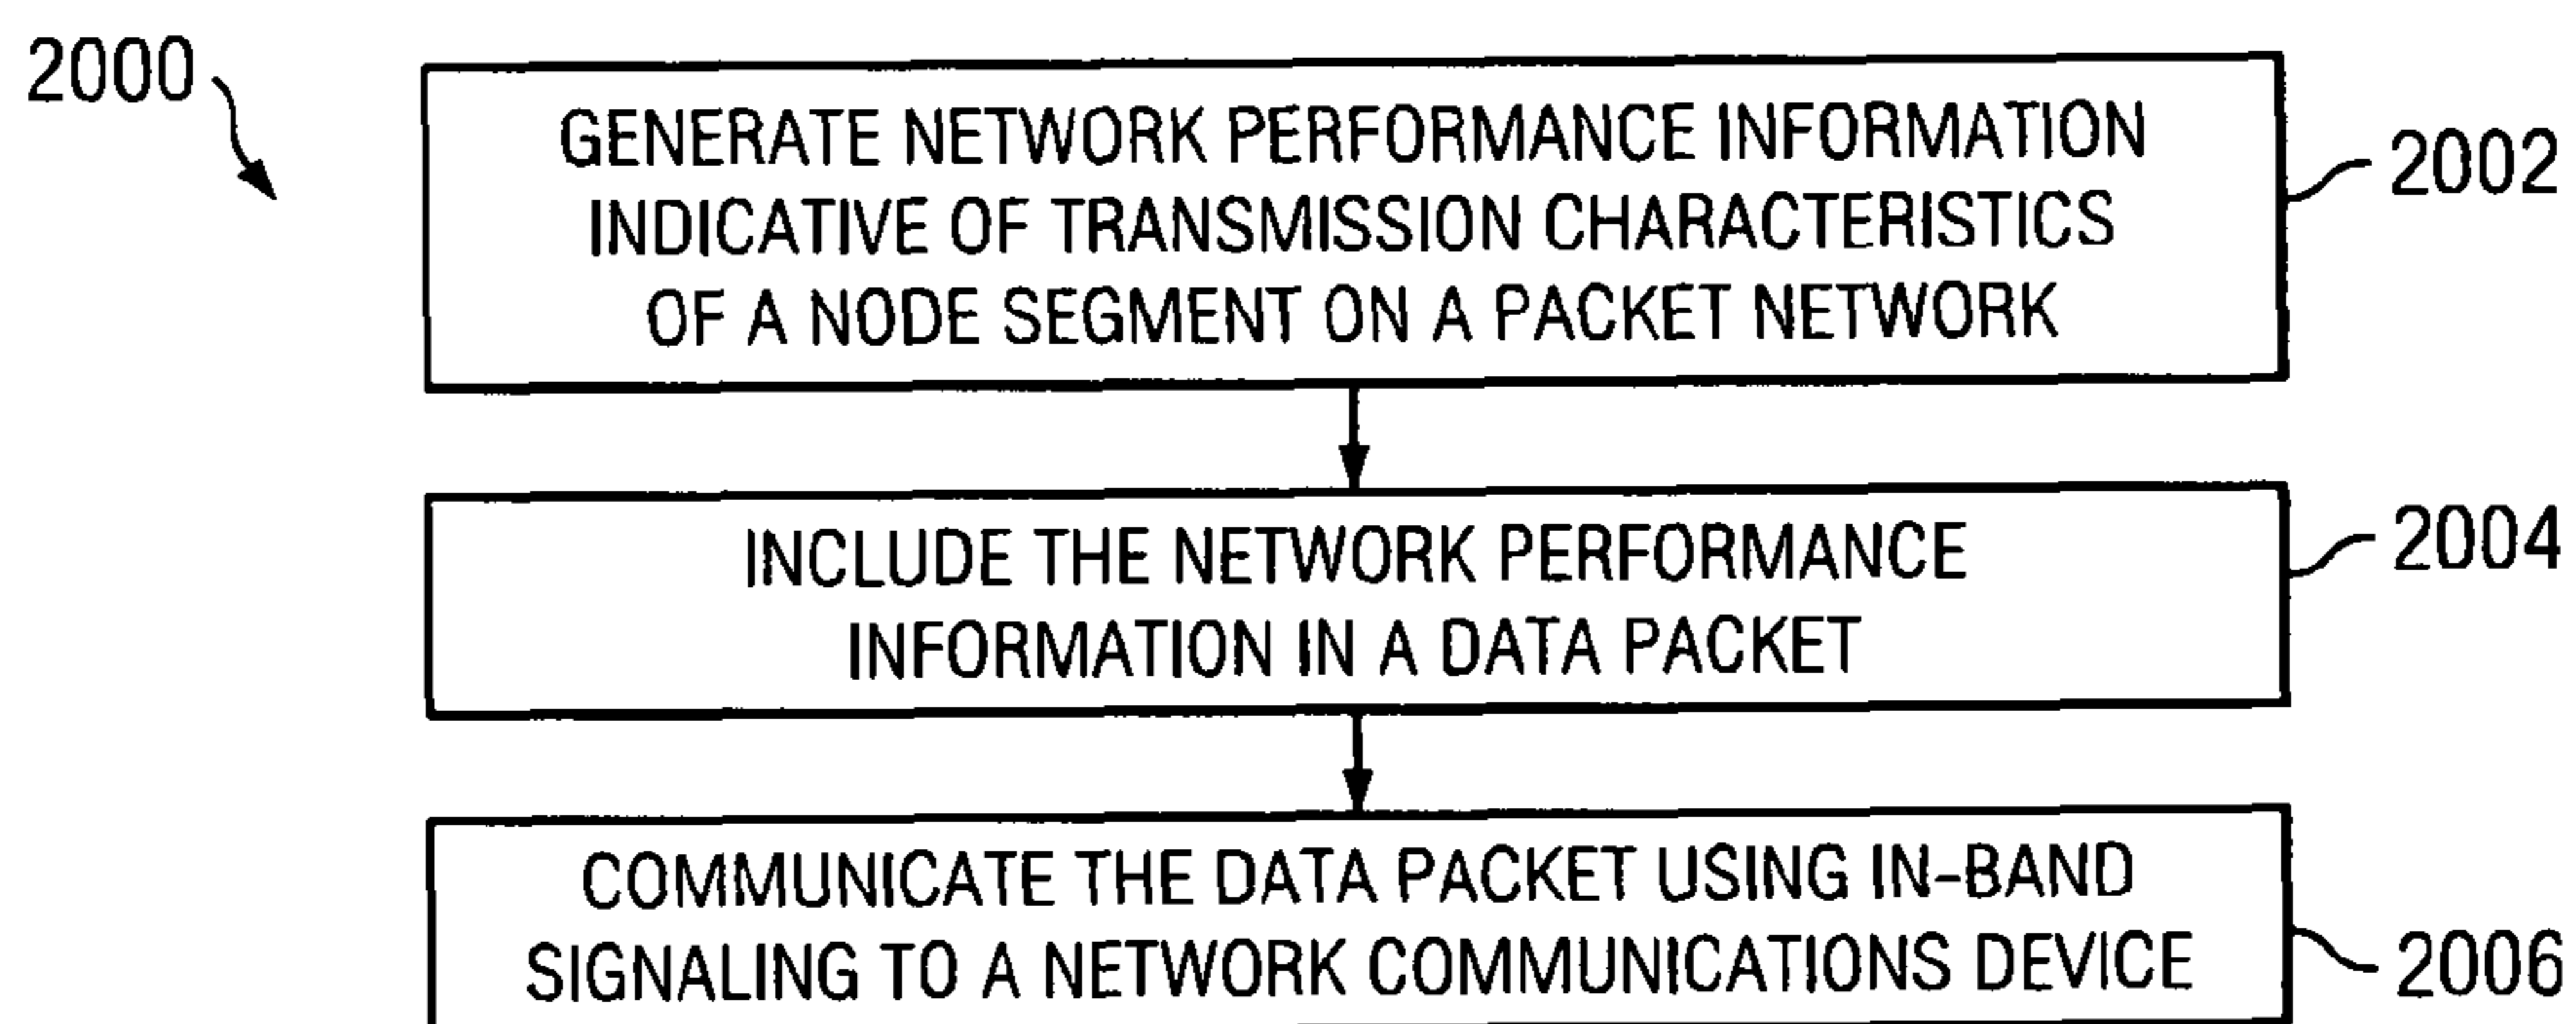 2000
GENERATE NETWORK PERFORMANCE INFORMATION
INDICATIVE OF TRANSMISSION CHARACTERISTICS
OF A NODE SEGMENT ON A PACKET NETWORK
2002
INCLUDE THE NETWORK PERFORMANCE
INFORMATION IN A DATA PACKET
2004
COMMUNICATE THE DATA PACKET USING IN-BAND
SIGNALING TO A NETWORK COMMUNICATIONS DEVICE
2006